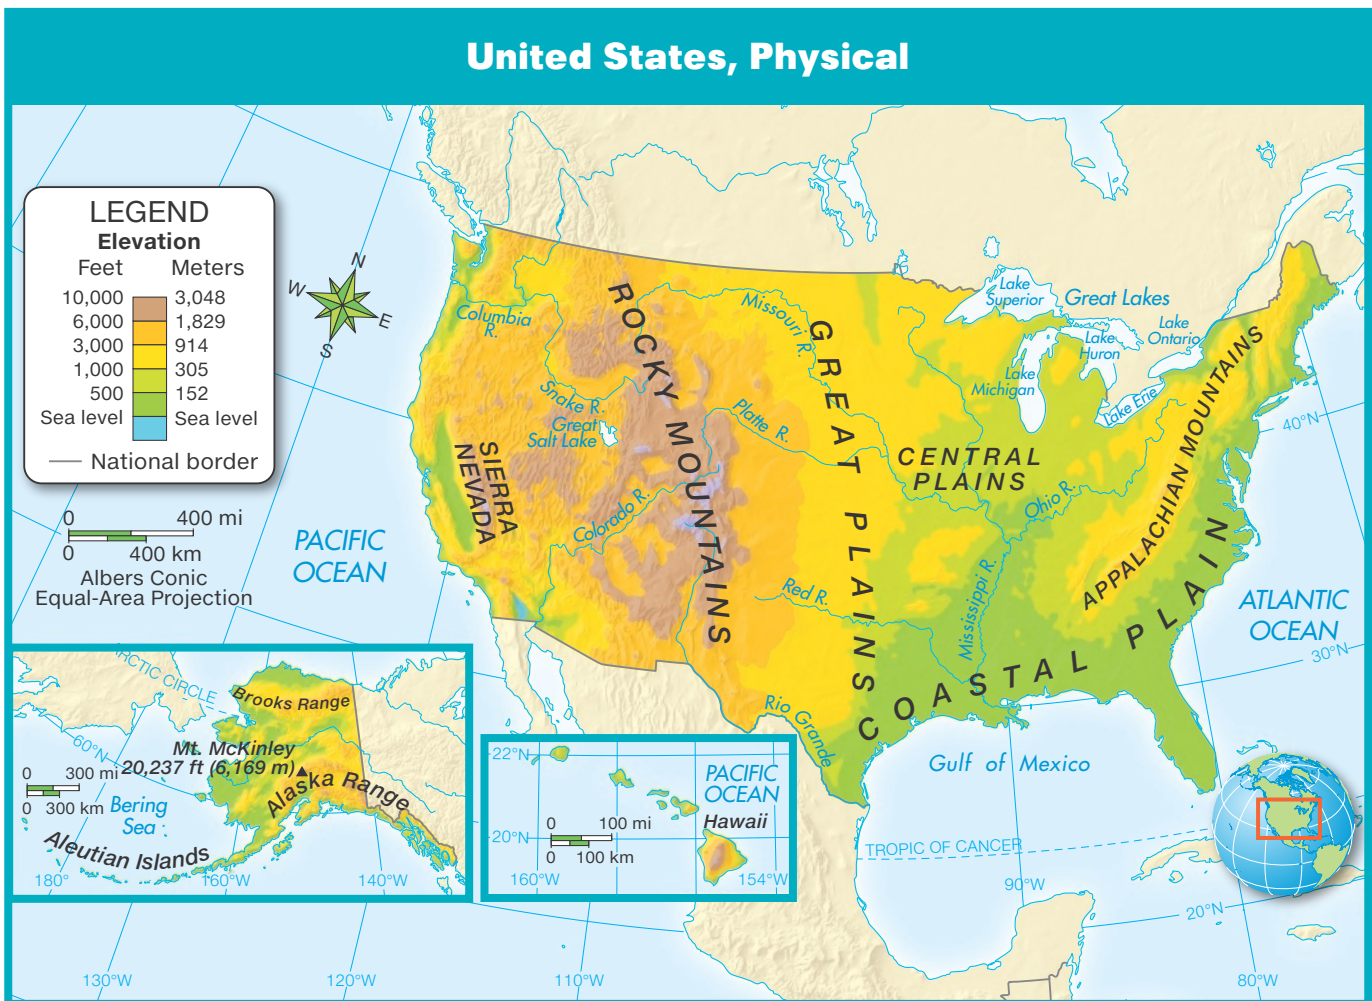 United States, Physical
LEGEND
Elevation
Feet Meters
10,000 3,048
6,000 1,829
3,000 914
1,000 305
500 152
Sea level Sea level
National border
N
W
E
S
0 400 mi
0 400 km
Albers Conic
Equal-Area Projection
PACIFIC
OCEAN
Columbia
R.
Snake R.
Great
Salt Lake
SIERRA
NEVADA
Colorado R.
ROCKY MOUNTAINS
Missouri R.
Platte R.
GREAT PLAINS
Red R.
Rio Grande
CENTRAL
PLAINS
Lake
Superior
Great Lakes
Lake
Huron
Lake
Ontario
Lake
Michigan
Lake Erie
Ohio R.
Mississippi R.
APPALACHIAN MOUNTAINS
COASTAL PLAIN
ATLANTIC
OCEAN
Gulf of Mexico
TROPIC OF CANCER
40°N
30°N
20°N
130°W
120°W
110°W
90°W
80°W
RCTIC CIRCLE
Brooks Range
60°N
Mt. McKinley
20,237 ft (6,169 m)
Alaska Range
0 300 mi
0 300 km
Bering
Sea
Aleutian Islands
180°
160°W
140°W
22°N
PACIFIC
OCEAN
Hawaii
0 100 mi
0 100 km
20°N
160°W
154°W